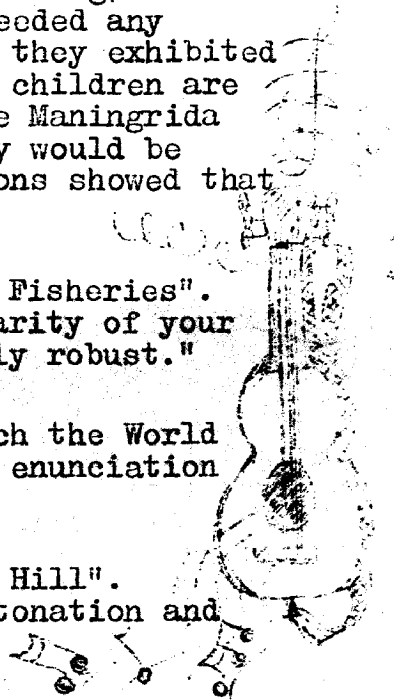 eeded any
they exhibited
children are
e Maningrida
y would be
ons showed that
Fisheries".
arity of your
ly robust."
ch the World
enunciation
Hill".
tonation and